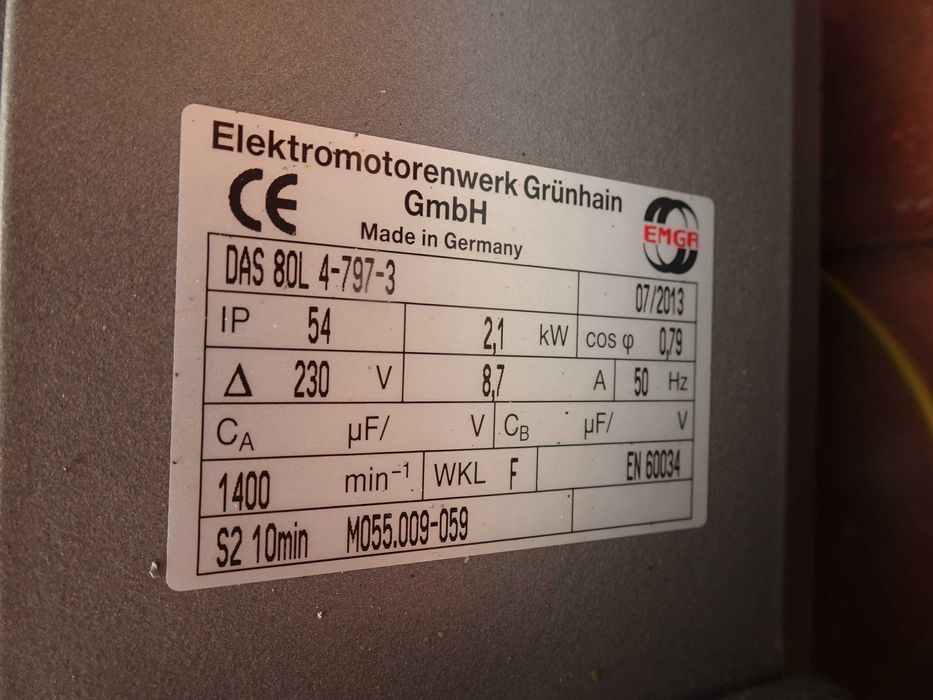 Elektromotorenwerk Grünhain
GmbH
CE
Made in Germany
EMGR
DAS 80L 4-797-3 07/2013
IP 54 2,1 kW cos φ 0,79
Δ 230 V 8,7 A 50 Hz
CA µF/ V CB µF/ V
1400 min⁻¹ WKL F EN 60034
S2 10min M055.009-059